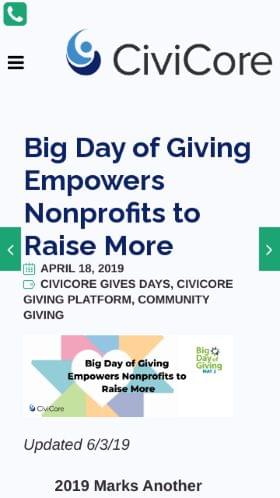 CiviCore
Big Day of Giving
Empowers
Nonprofits to
Raise More
APRIL 18, 2019
CIVICORE GIVES DAYS, CIVICORE
GIVING PLATFORM, COMMUNITY
GIVING
Big Day of Giving
Empowers Nonprofits to
Raise More
Big
Day of
Giving
MAY 2
CiviCore
Updated 6/3/19
2019 Marks Another